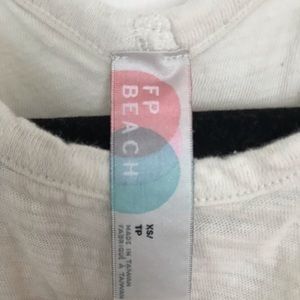 FP
BEACH
XS/
TP
MADE IN TAIWAN
FABRIQUÉ À TAIWAN